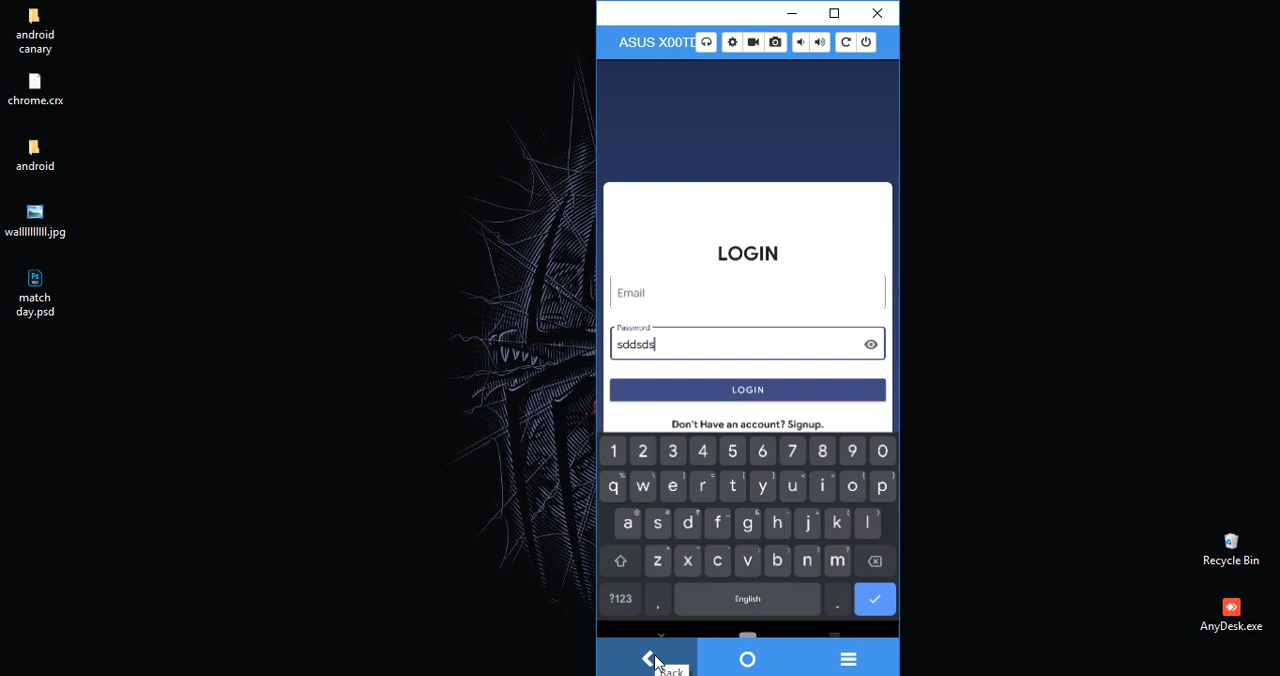 android
canary
chrome.crx
android
wallllllllll.jpg
match
day.psd
ASUS X00TD
LOGIN
Email
Password
sddsds
LOGIN
Don't Have an account? Signup.
1 2 3 4 5 6 7 8 9 0
q w e r t y u i o p
a s d f g h j k l
z x c v b n m
?123 , English .
Back
Recycle Bin
AnyDesk.exe